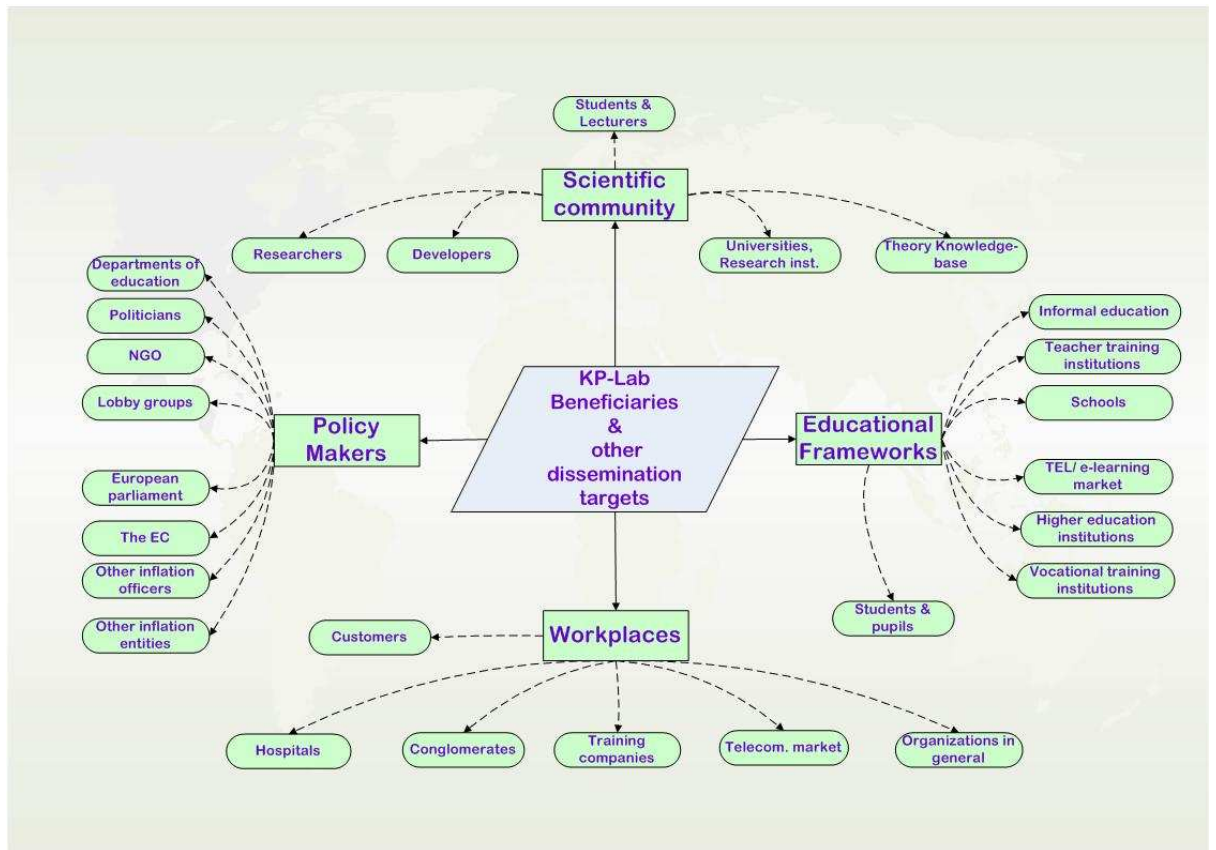 Students &
Lecturers
Scientific
community
Researchers
Developers
Universities,
Research inst.
Theory Knowledge-
base
Departments of
education
Politicians
NGO
Lobby groups
Policy
Makers
European
parliament
The EC
Other inflation
officers
Other inflation
entities
KP-Lab
Beneficiaries
&
other
dissemination
targets
Educational
Frameworks
Informal education
Teacher training
institutions
Schools
TEL/ e-learning
market
Higher education
institutions
Vocational training
institutions
Students &
pupils
Workplaces
Customers
Hospitals
Conglomerates
Training
companies
Telecom. market
Organizations in
general